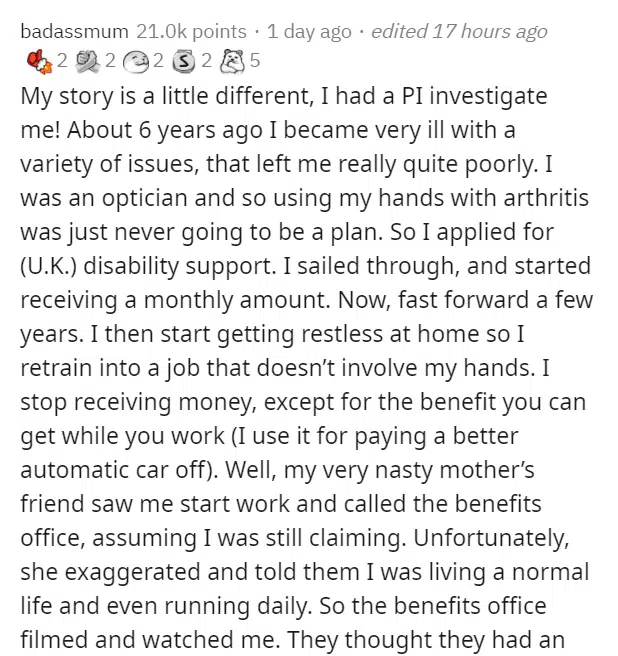 badassmum 21.0k points · 1 day ago · edited 17 hours ago
2 2 2 S 2 5
My story is a little different, I had a PI investigate
me! About 6 years ago I became very ill with a
variety of issues, that left me really quite poorly. I
was an optician and so using my hands with arthritis
was just never going to be a plan. So I applied for
(U.K.) disability support. I sailed through, and started
receiving a monthly amount. Now, fast forward a few
years. I then start getting restless at home so I
retrain into a job that doesn’t involve my hands. I
stop receiving money, except for the benefit you can
get while you work (I use it for paying a better
automatic car off). Well, my very nasty mother’s
friend saw me start work and called the benefits
office, assuming I was still claiming. Unfortunately,
she exaggerated and told them I was living a normal
life and even running daily. So the benefits office
filmed and watched me. They thought they had an